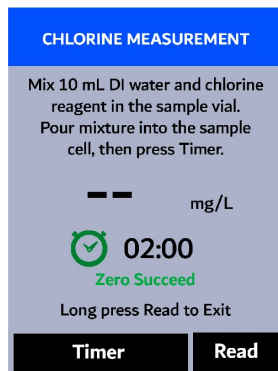 CHLORINE MEASUREMENT
Mix 10 mL DI water and chlorine
reagent in the sample vial.
Pour mixture into the sample
cell, then press Timer.
-- mg/L
02:00
Zero Succeed
Long press Read to Exit
Timer Read